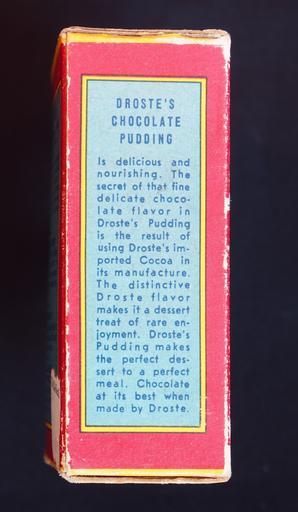 DROSTE'S
CHOCOLATE
PUDDING
Is delicious and
nourishing. The
secret of that fine
delicate choco-
late flavor in
Droste's Pudding
is the result of
using Droste's im-
ported Cocoa in
its manufacture.
The distinctive
Droste flavor
makes it a dessert
treat of rare en-
joyment. Droste's
Pudding makes
the perfect des-
sert to a perfect
meal. Chocolate
at its best when
made by Droste.